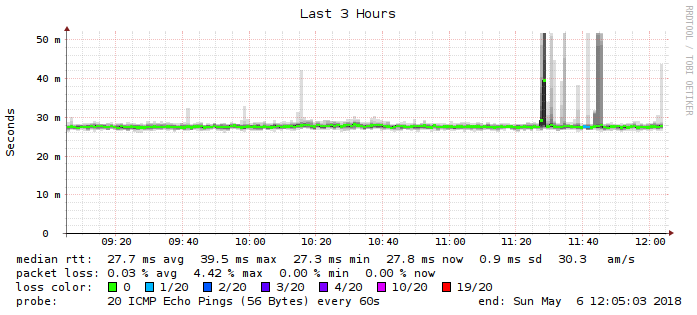 Last 3 Hours
RRDTOOL / TOBI OETIKER
Seconds
50 m
40 m
30 m
20 m
10 m
0
09:20 09:40 10:00 10:20 10:40 11:00 11:20 11:40 12:00
median rtt: 27.7 ms avg 39.5 ms max 27.3 ms min 27.8 ms now 0.9 ms sd 30.3 am/s
packet loss: 0.03 % avg 4.42 % max 0.00 % min 0.00 % now
loss color: 0 1/20 2/20 3/20 4/20 10/20 19/20
probe: 20 ICMP Echo Pings (56 Bytes) every 60s end: Sun May 6 12:05:03 2018